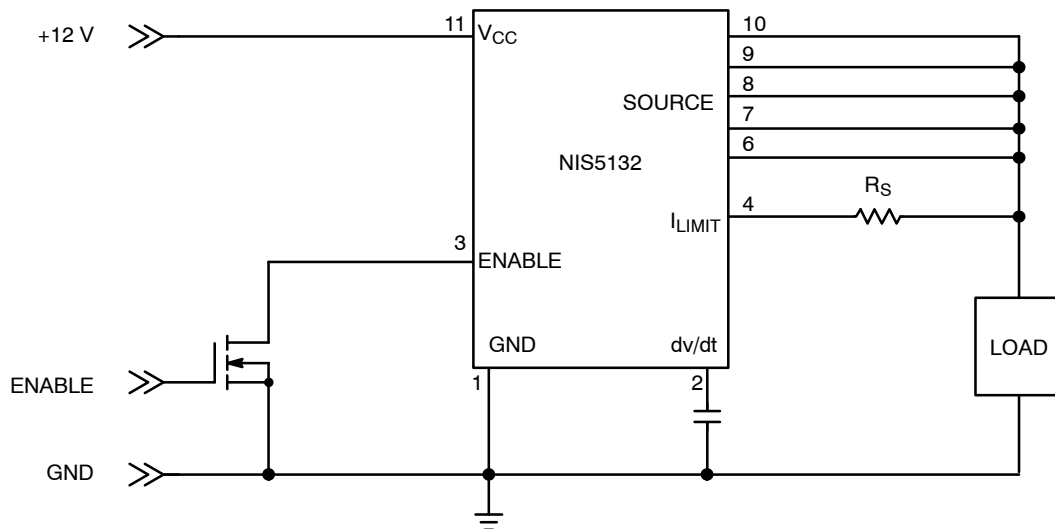 +12 V
11
V_CC
10
9
8
SOURCE
7
6
NIS5132
R_S
4
I_LIMIT
3
ENABLE
GND
dv/dt
LOAD
ENABLE
1
2
GND